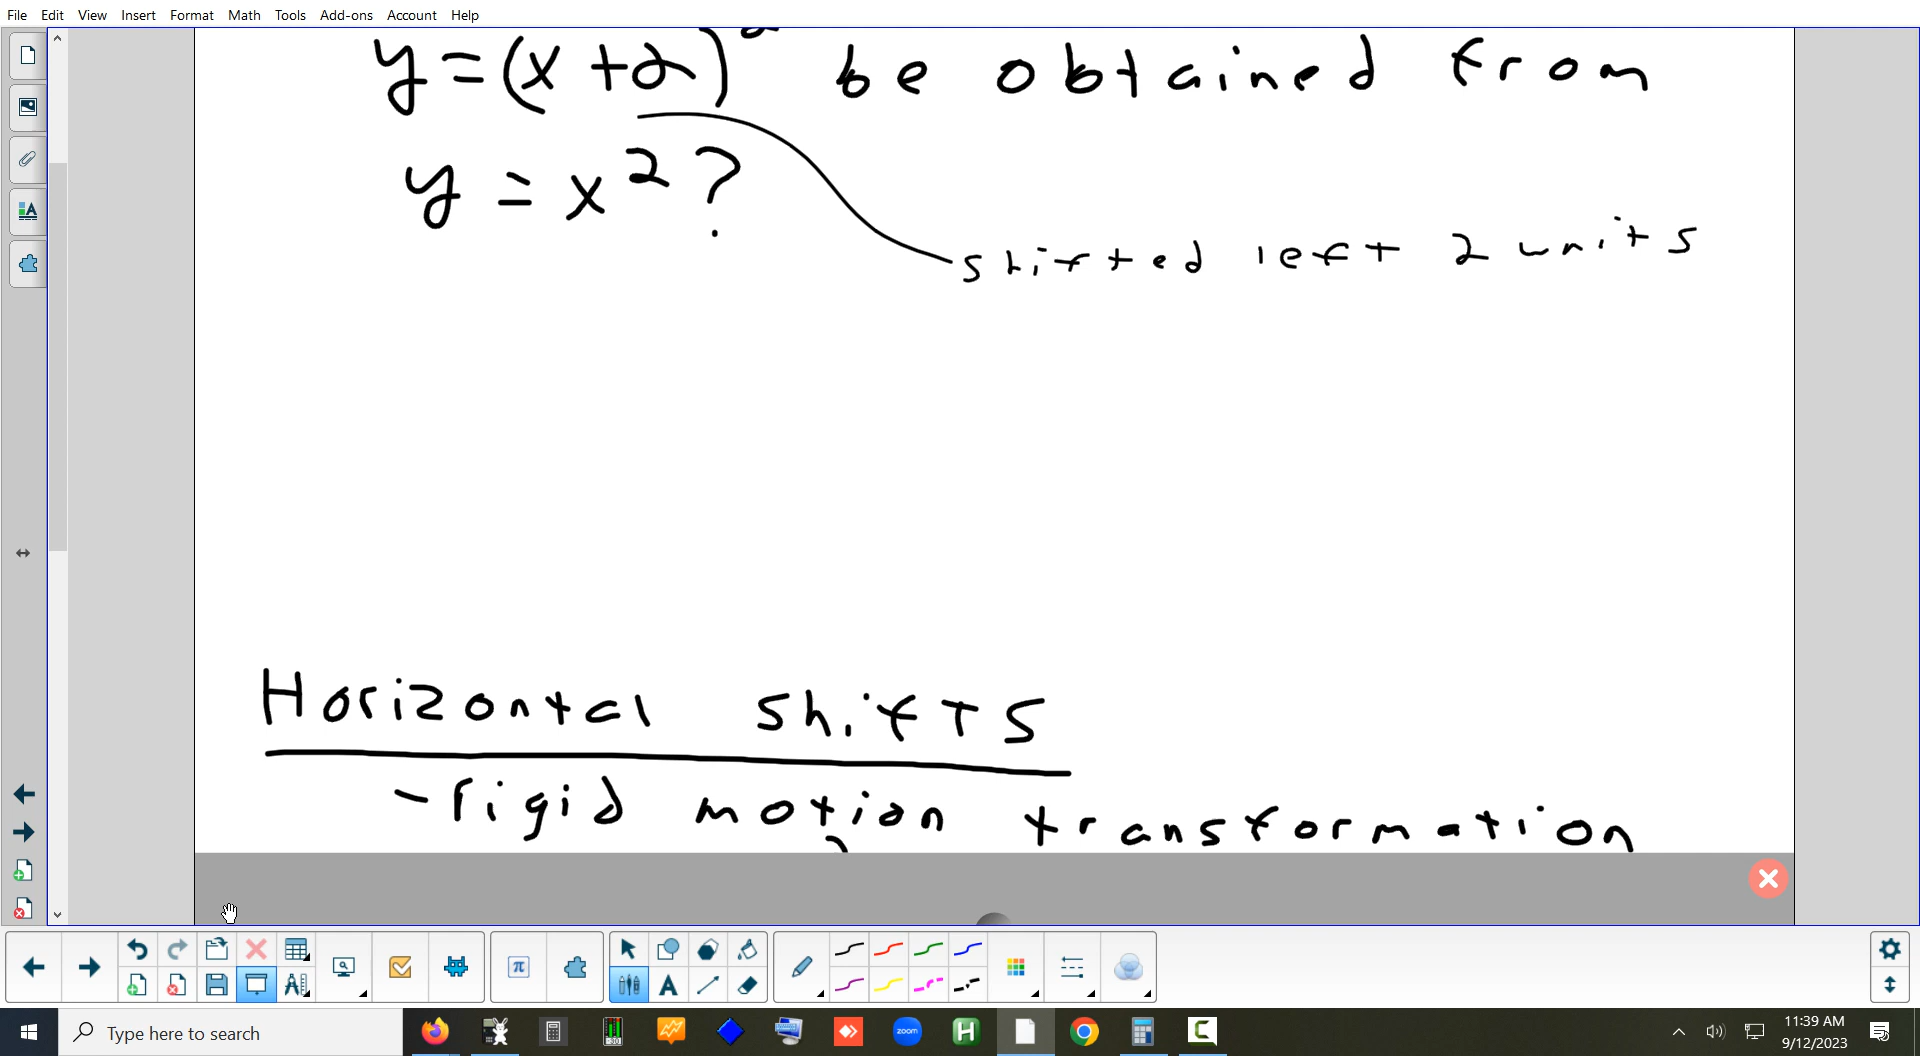 File Edit View Insert Format Math Tools Add-ons Account Help
y=(x+2)² be obtained from
y = x² ?
shifted left 2 units
Horizontal shifts
-rigid motion transformation
π
A
zoom
H
C
Type here to search
11:39 AM
9/12/2023